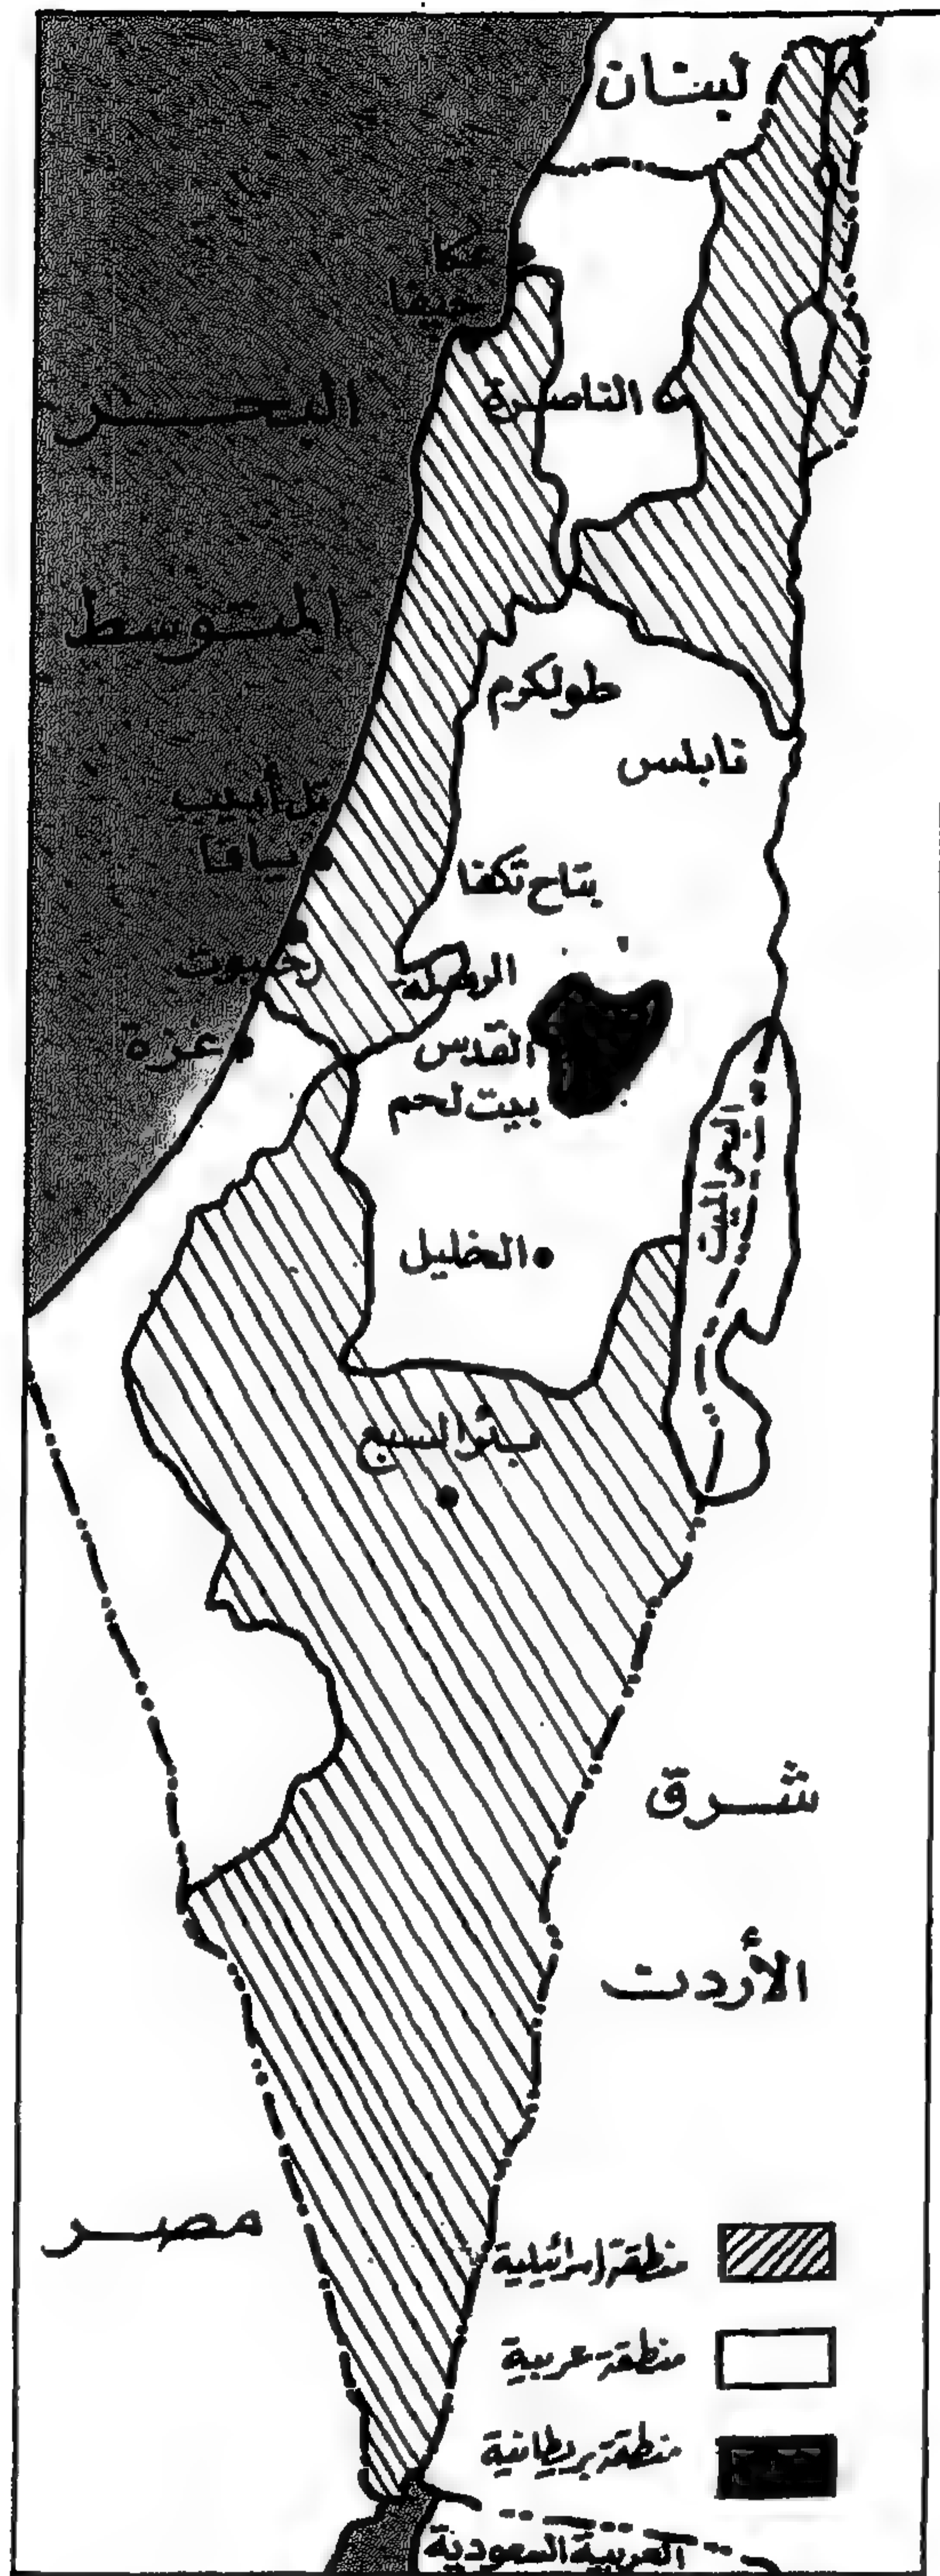 لبنان
عكا
حيفا
الناصرة
البحر
المتوسط
طولكرم
نابلس
تل أبيب
يافا
بتاح تكفا
رحبوت
الرملة
غزة
القدس
بيت لحم
البحر الميت
الخليل
بئر السبع
شرق
الأردن
مصر
منطقة إسرائيلية
منطقة عربية
منطقة بريطانية
العربية السعودية